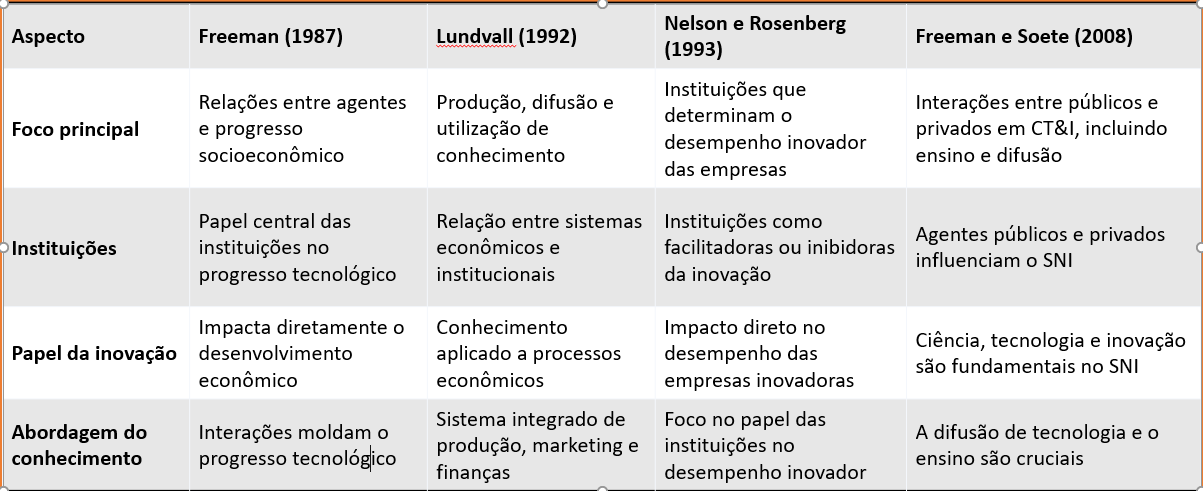 Aspecto
Freeman (1987)
Lundvall (1992)
Nelson e Rosenberg
(1993)
Freeman e Soete (2008)
Foco principal
Relações entre agentes
e progresso
socioeconômico
Produção, difusão e
utilização de
conhecimento
Instituições que
determinam o
desempenho inovador
das empresas
Interações entre públicos e
privados em CT&I, incluindo
ensino e difusão
Instituições
Papel central das
instituições no
progresso tecnológico
Relação entre sistemas
econômicos e
institucionais
Instituições como
facilitadoras ou inibidoras
da inovação
Agentes públicos e privados
influenciam o SNI
Papel da inovação
Impacta diretamente o
desenvolvimento
econômico
Conhecimento
aplicado a processos
econômicos
Impacto direto no
desempenho das
empresas inovadoras
Ciência, tecnologia e inovação
são fundamentais no SNI
Abordagem do
conhecimento
Interações moldam o
progresso tecnológico
Sistema integrado de
produção, marketing e
finanças
Foco no papel das
instituições no
desempenho inovador
A difusão de tecnologia e o
ensino são cruciais